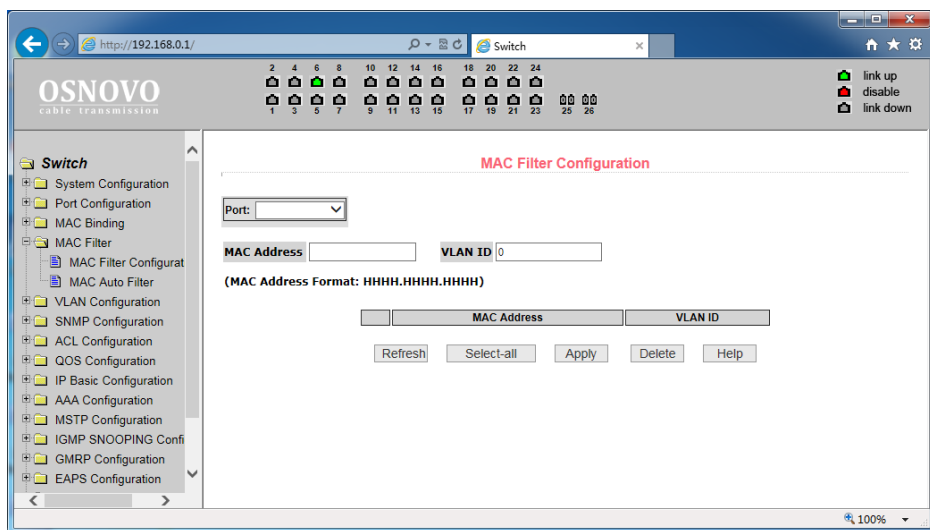 http://192.168.0.1/
Switch
OSNOVO
cable transmission
2 4 6 8 10 12 14 16 18 20 22 24
1 3 5 7 9 11 13 15 17 19 21 23 25 26
link up
disable
link down
Switch
System Configuration
Port Configuration
MAC Binding
MAC Filter
MAC Filter Configurat
MAC Auto Filter
VLAN Configuration
SNMP Configuration
ACL Configuration
QOS Configuration
IP Basic Configuration
AAA Configuration
MSTP Configuration
IGMP SNOOPING Confi
GMRP Configuration
EAPS Configuration
MAC Filter Configuration
Port:
MAC Address VLAN ID 0
(MAC Address Format: HHHH.HHHH.HHHH)
MAC Address VLAN ID
Refresh Select-all Apply Delete Help
100%